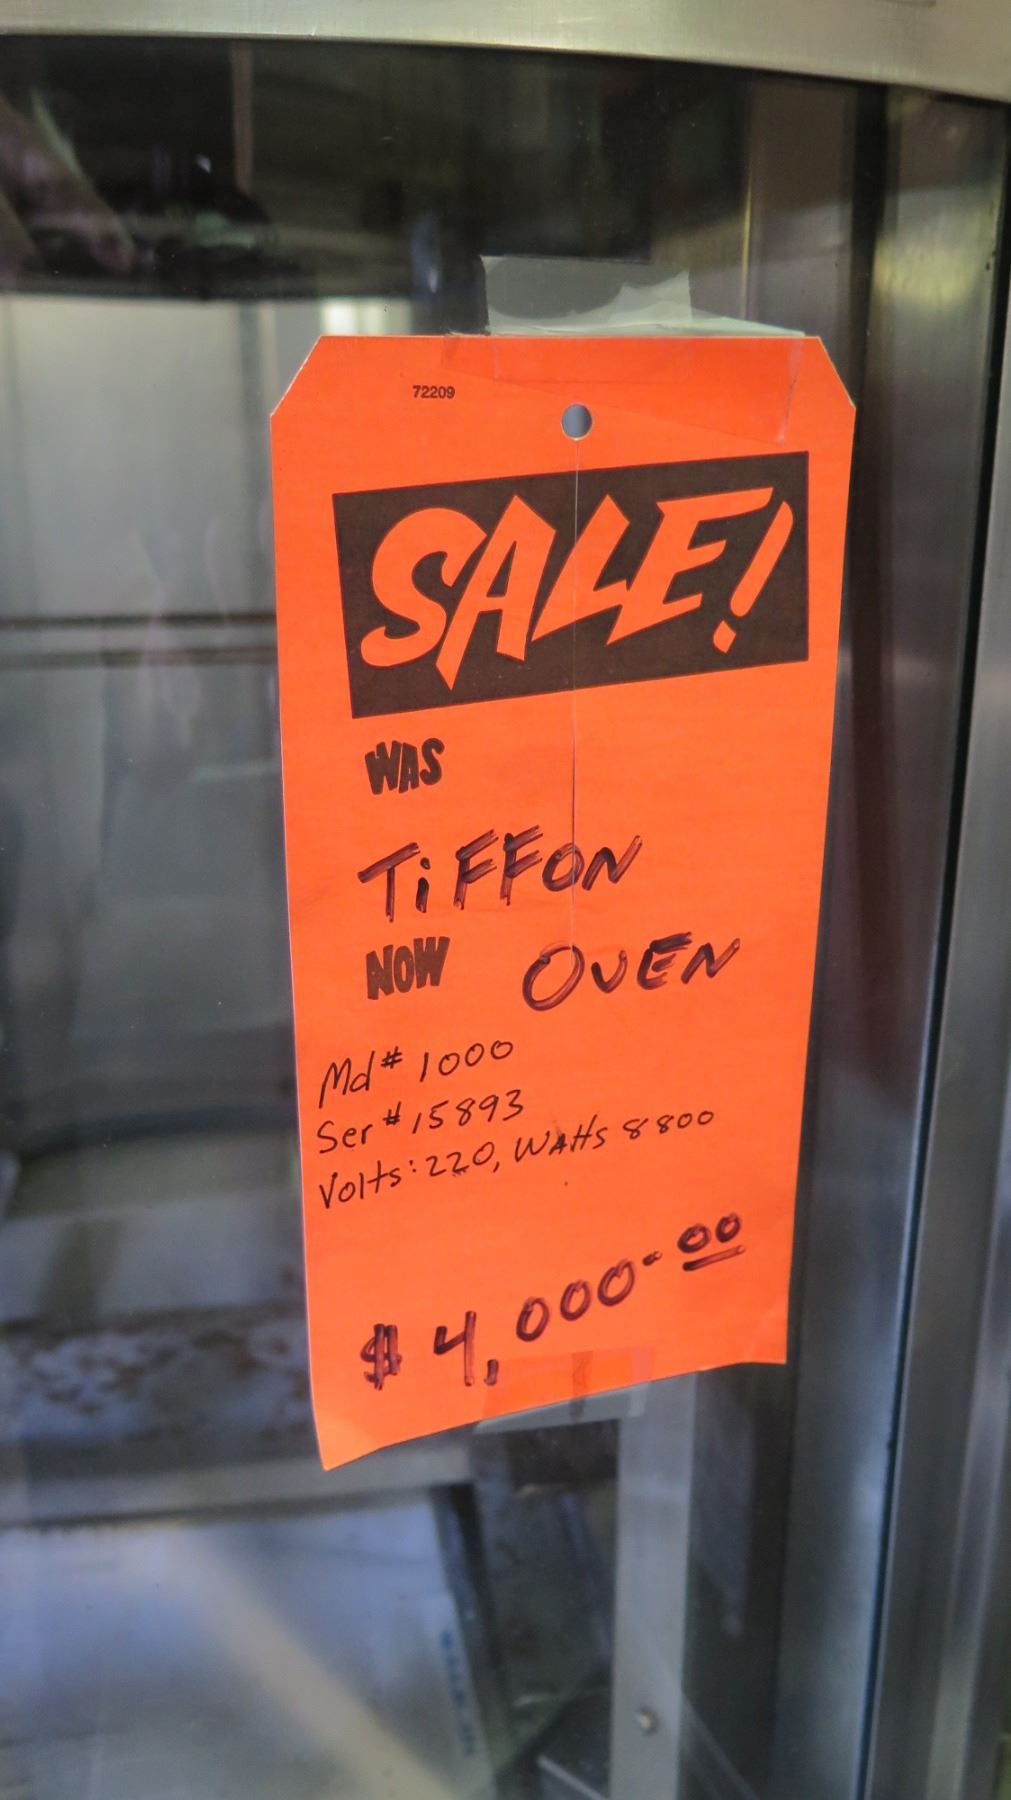 72209
SALE!
WAS
TiFFON
NOW OVEN
Md# 1000
Ser# 15893
Volts: 220, WAtts 8800
$4,000.00